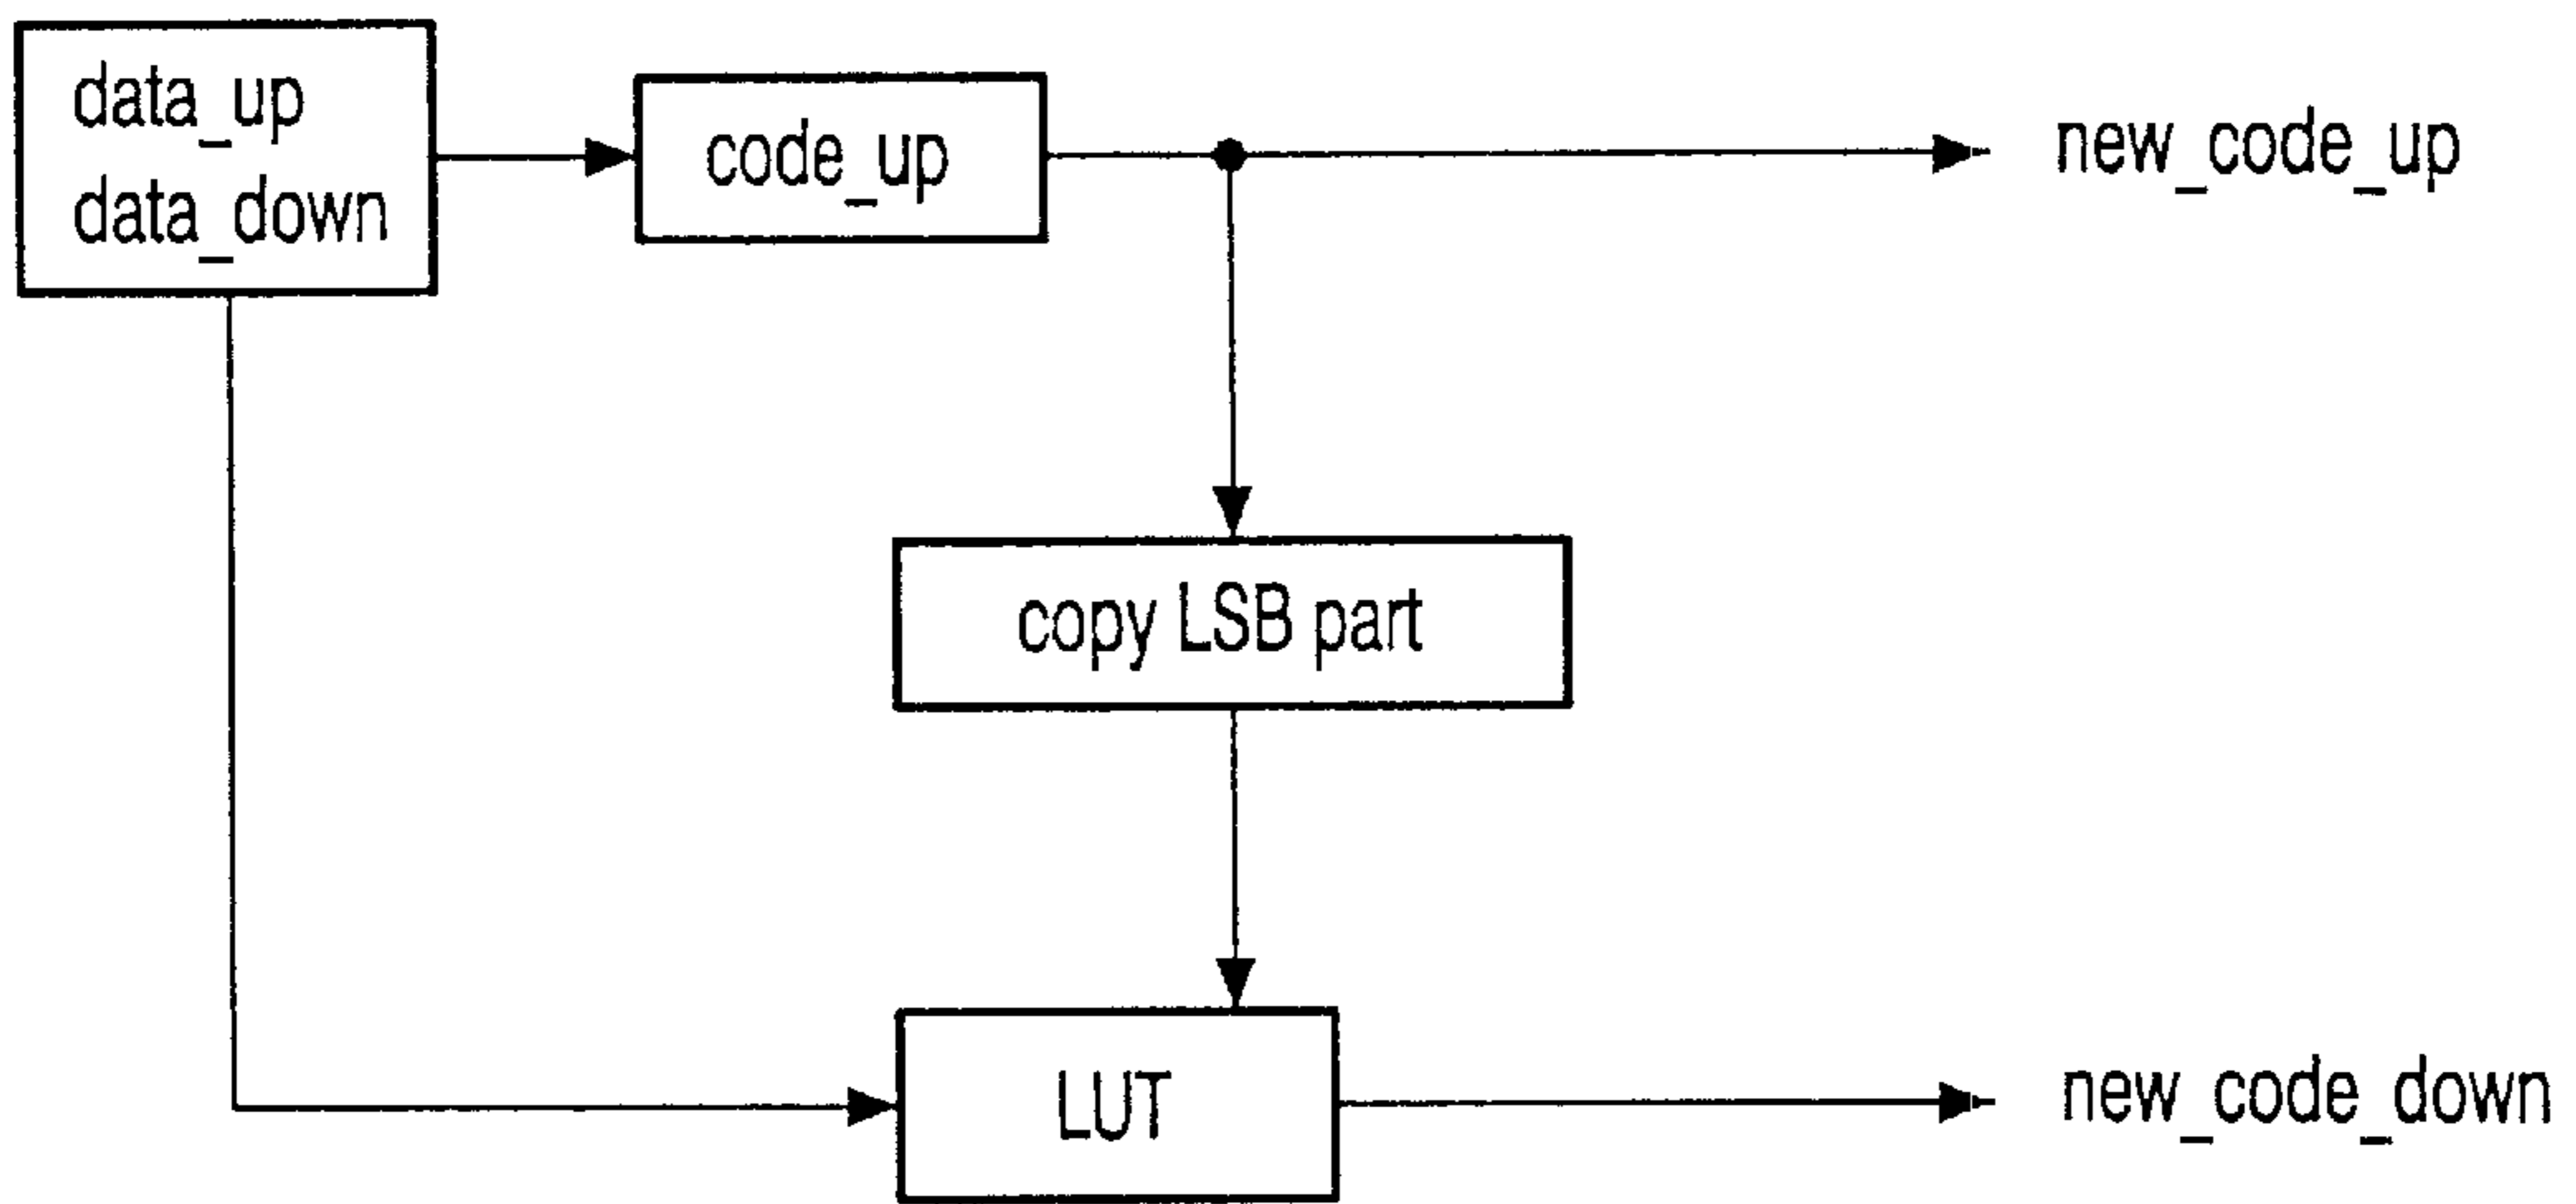 data_up
data_down
code_up
new_code_up
copy LSB part
LUT
new_code_down